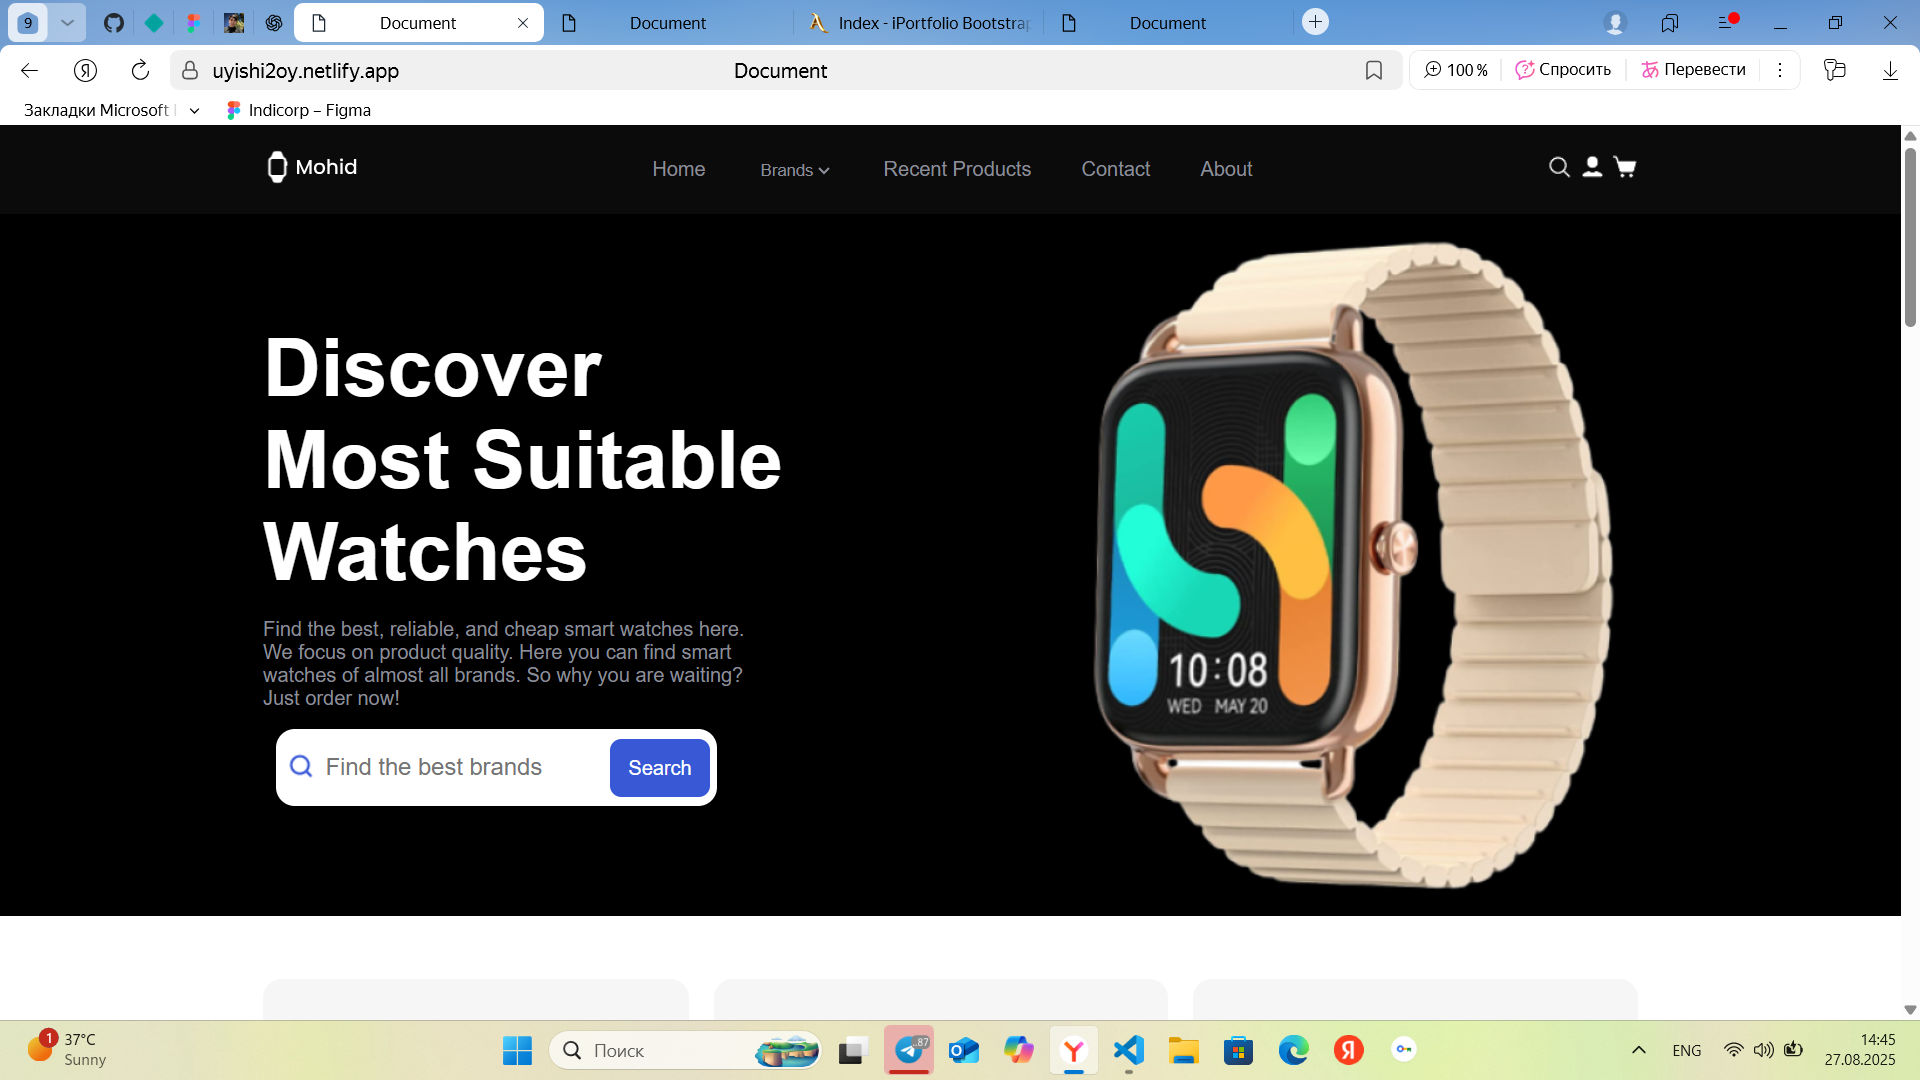 9
Document
Document
Index - iPortfolio Bootstrap
Document
uyishi2oy.netlify.app
Document
100 %
Спросить
Перевести
Закладки Microsoft
Indicorp – Figma
Mohid
Home
Brands
Recent Products
Contact
About
Discover
Most Suitable
Watches
Find the best, reliable, and cheap smart watches here.
We focus on product quality. Here you can find smart
watches of almost all brands. So why you are waiting?
Just order now!
Find the best brands
Search
10:08
WED MAY 20
1
37°C
Sunny
Поиск
..87
ENG
14:45
27.08.2025